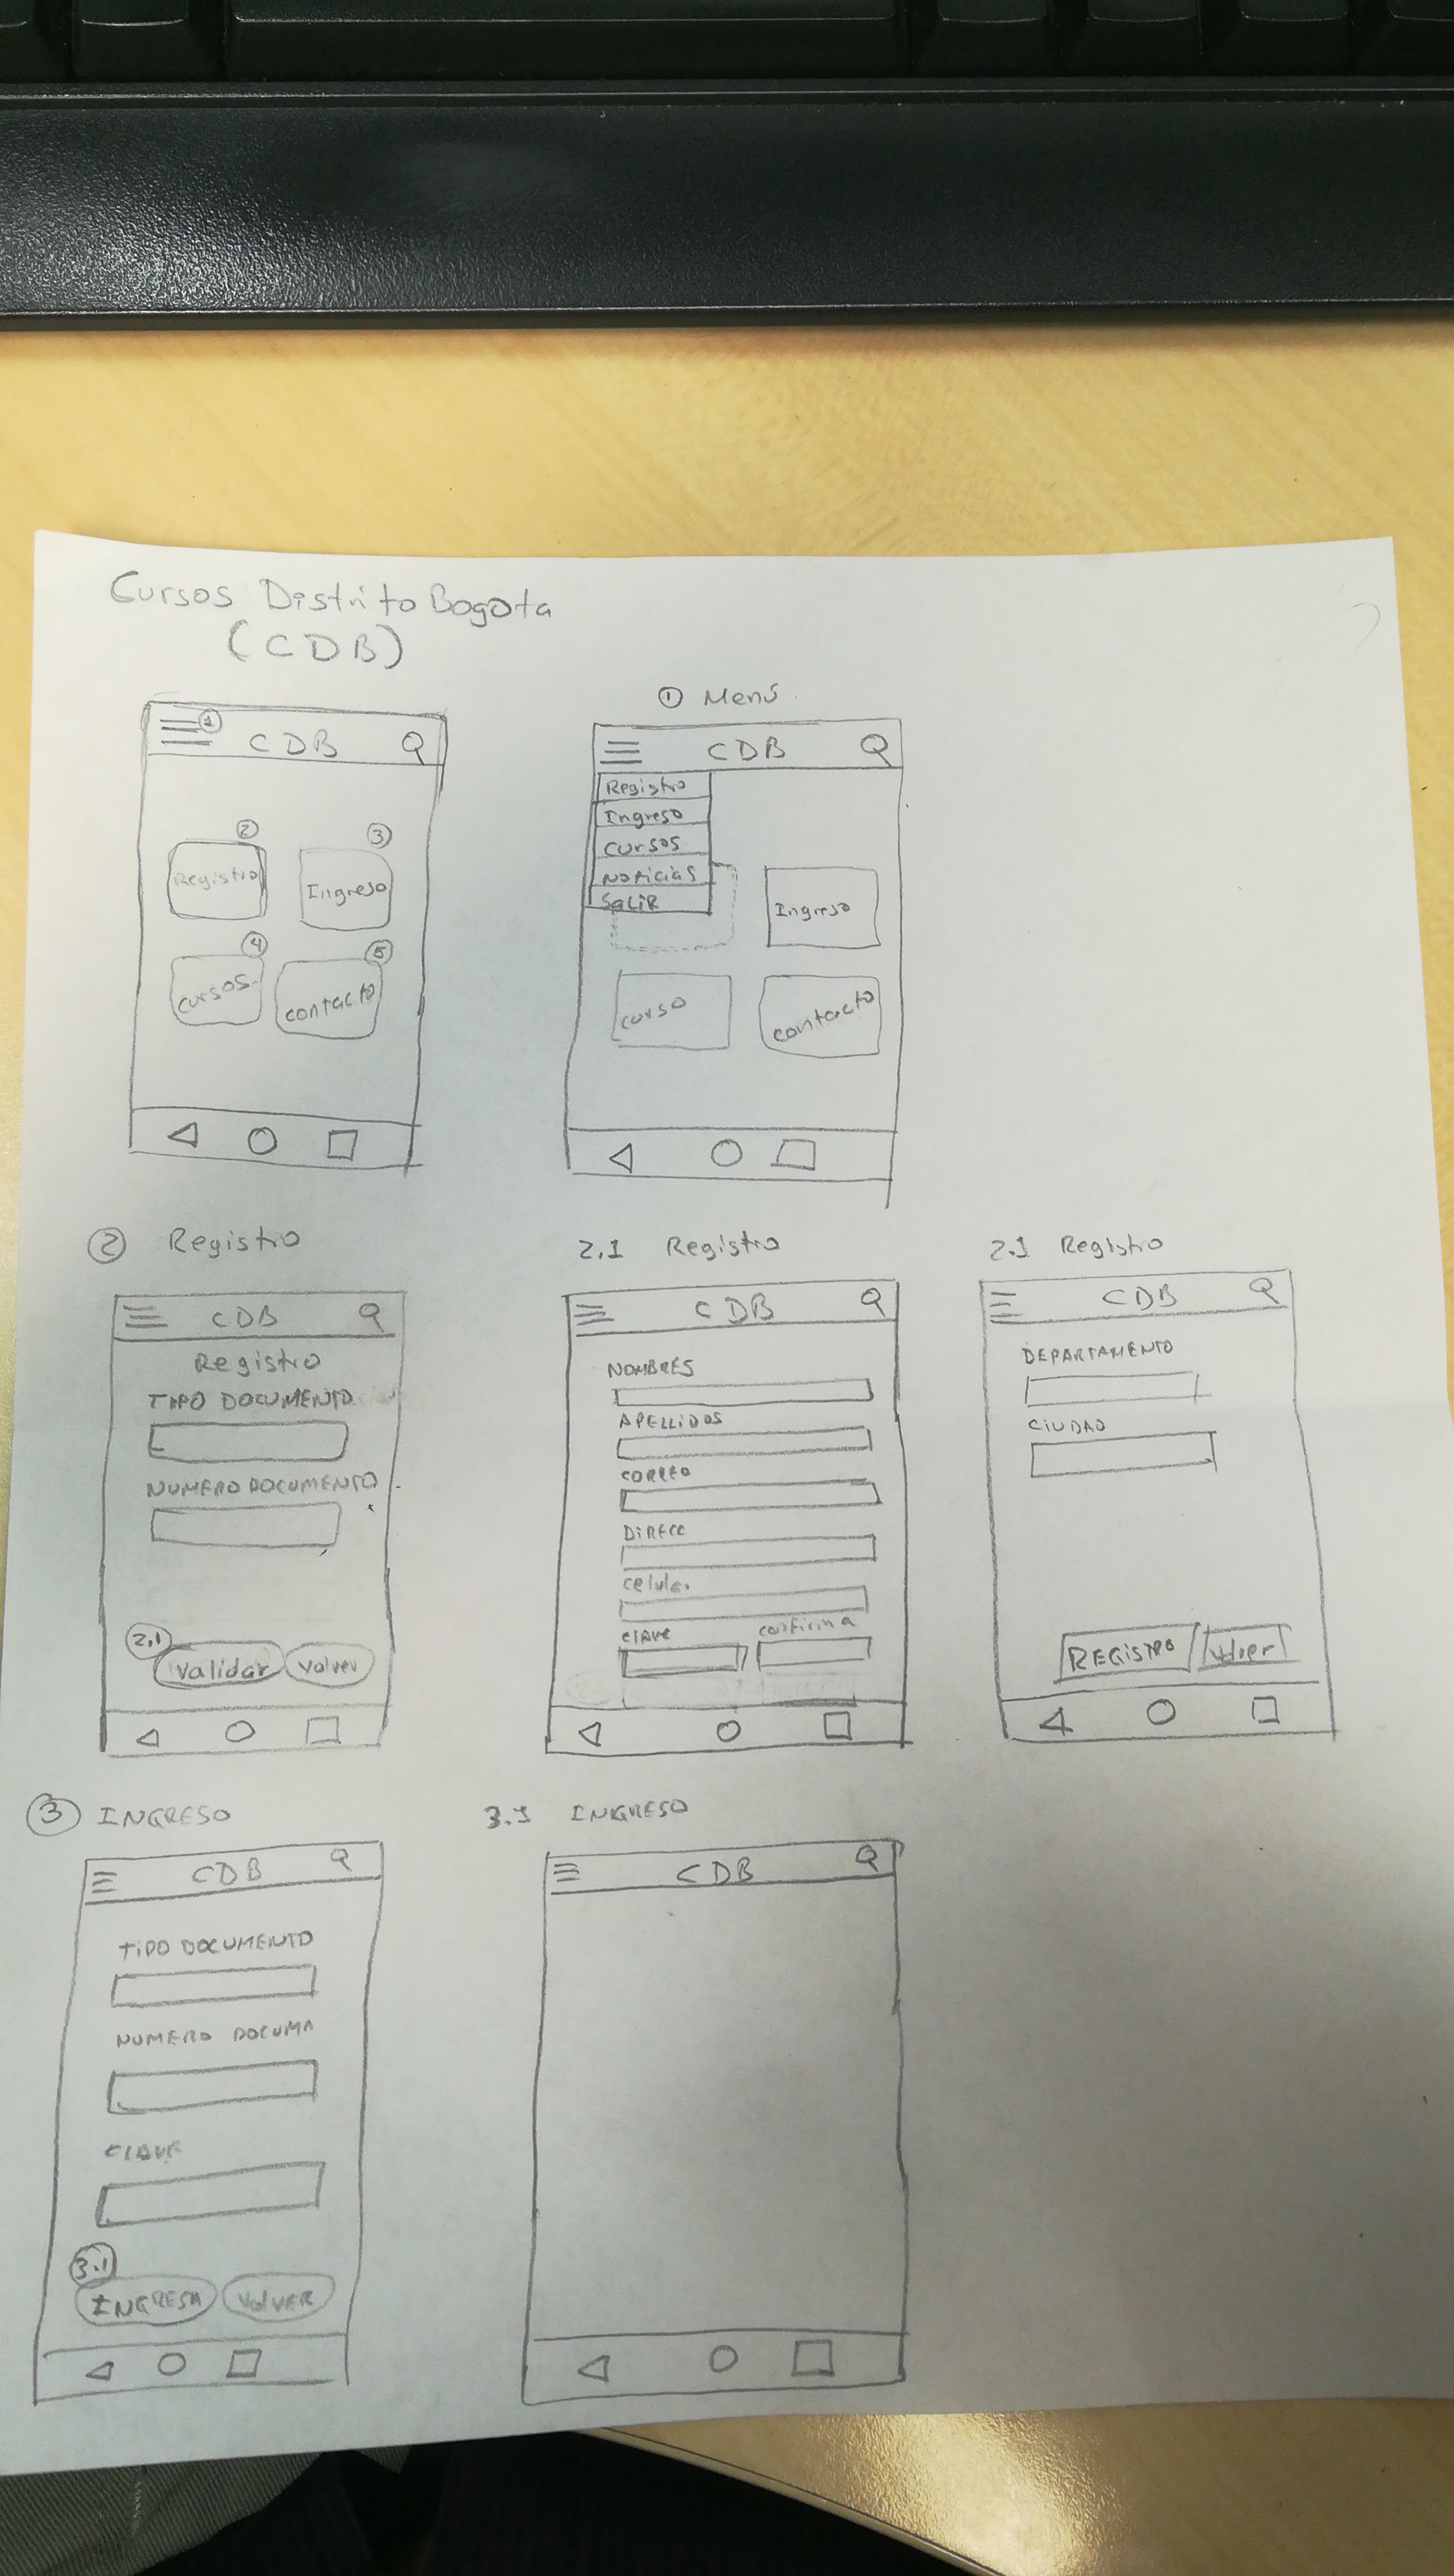 Cursos Distrito Bogota
(CDB)
1
CDB
2
3
Registro
Ingreso
4
5
Cursos
Contacto
1 Menú
CDB
Registro
Ingreso
Cursos
Noticias
Salir
Ingreso
Curso
Contacto
2 Registro
CDB
Registro
TIPO DOCUMENTO
NUMERO DOCUMENTO
2.1
Validar Volver
2.1 Registro
CDB
NOMBRES
APELLIDOS
CORREO
DIRECC
Celular
Clave confirma
2.1 Registro
CDB
DEPARTAMENTO
CIUDAD
REGISTRO
3 INGRESO
CDB
TIPO DOCUMENTO
NUMERO DOCUM
CLAVE
3.1
INGRESA VOLVER
3.1 INGRESO
CDB